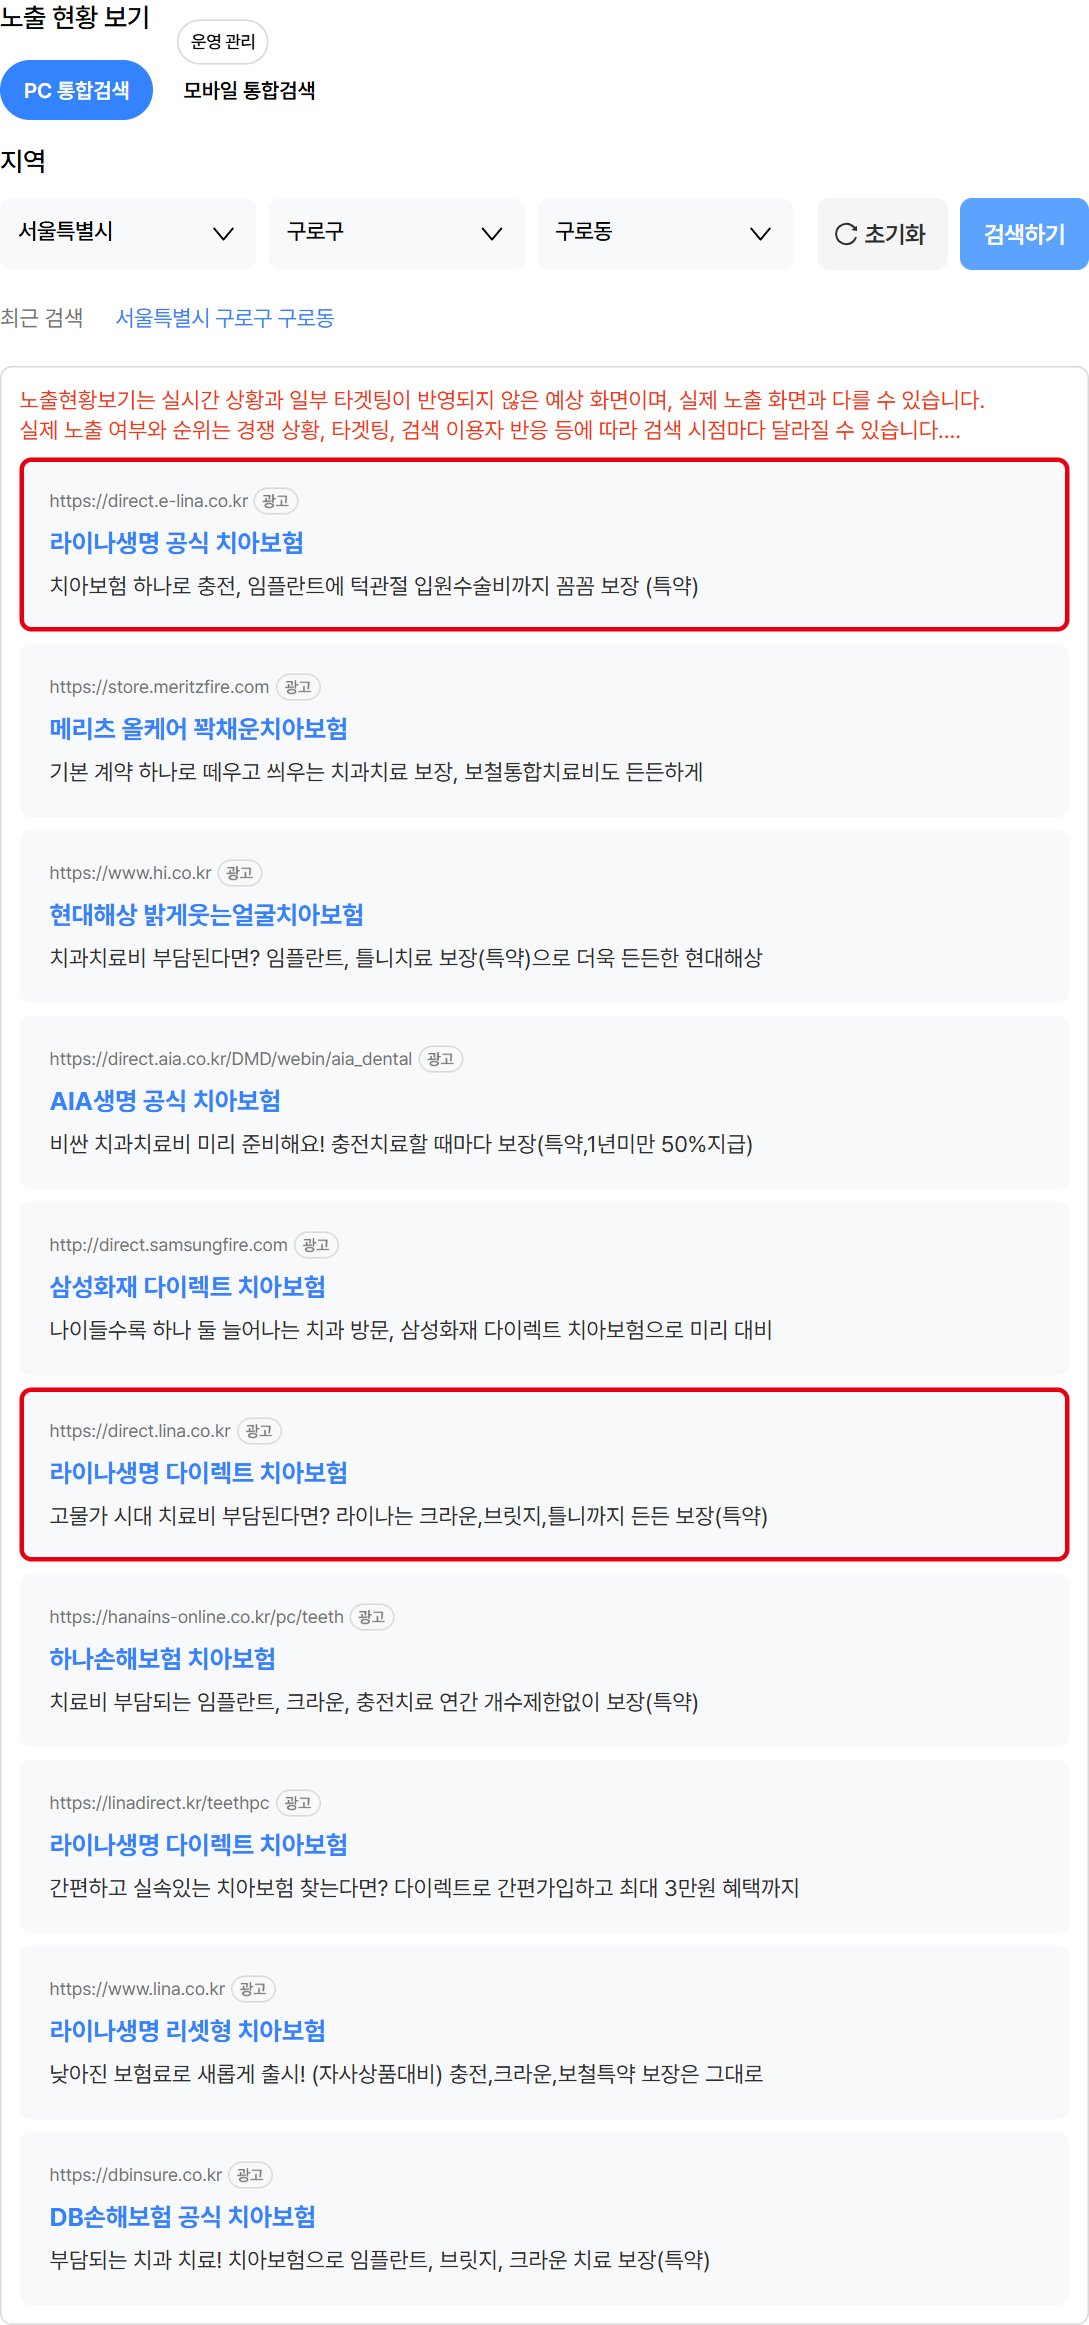 노출 현황 보기
운영 관리
PC 통합검색 모바일 통합검색
지역
서울특별시 구로구 구로동 초기화 검색하기
최근 검색 서울특별시 구로구 구로동
노출현황보기는 실시간 상황과 일부 타겟팅이 반영되지 않은 예상 화면이며, 실제 노출 화면과 다를 수 있습니다.
실제 노출 여부와 순위는 경쟁 상황, 타겟팅, 검색 이용자 반응 등에 따라 검색 시점마다 달라질 수 있습니다....
https://direct.e-lina.co.kr 광고
라이나생명 공식 치아보험
치아보험 하나로 충전, 임플란트에 턱관절 입원수술비까지 꼼꼼 보장 (특약)
https://store.meritzfire.com 광고
메리츠 올케어 꽉채운치아보험
기본 계약 하나로 떼우고 씌우는 치과치료 보장, 보철통합치료비도 든든하게
https://www.hi.co.kr 광고
현대해상 밝게웃는얼굴치아보험
치과치료비 부담된다면? 임플란트, 틀니치료 보장(특약)으로 더욱 든든한 현대해상
https://direct.aia.co.kr/DMD/webin/aia_dental 광고
AIA생명 공식 치아보험
비싼 치과치료비 미리 준비해요! 충전치료할 때마다 보장(특약,1년미만 50%지급)
http://direct.samsungfire.com 광고
삼성화재 다이렉트 치아보험
나이들수록 하나 둘 늘어나는 치과 방문, 삼성화재 다이렉트 치아보험으로 미리 대비
https://direct.lina.co.kr 광고
라이나생명 다이렉트 치아보험
고물가 시대 치료비 부담된다면? 라이나는 크라운,브릿지,틀니까지 든든 보장(특약)
https://hanains-online.co.kr/pc/teeth 광고
하나손해보험 치아보험
치료비 부담되는 임플란트, 크라운, 충전치료 연간 개수제한없이 보장(특약)
https://linadirect.kr/teethpc 광고
라이나생명 다이렉트 치아보험
간편하고 실속있는 치아보험 찾는다면? 다이렉트로 간편가입하고 최대 3만원 혜택까지
https://www.lina.co.kr 광고
라이나생명 리셋형 치아보험
낮아진 보험료로 새롭게 출시! (자사상품대비) 충전,크라운,보철특약 보장은 그대로
https://dbinsure.co.kr 광고
DB손해보험 공식 치아보험
부담되는 치과 치료! 치아보험으로 임플란트, 브릿지, 크라운 치료 보장(특약)